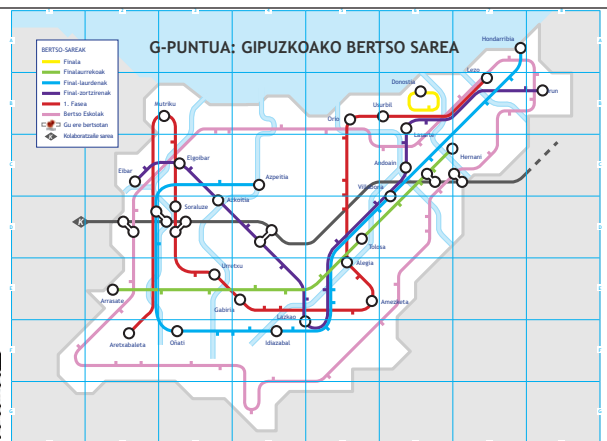 G-PUNTUA: GIPUZKOAKO BERTSO SAREA
BERTSO-SAREAK
Finala
Finalaurrekoak
Final-laurdenak
Final-zortzirenak
1. Fasea
Bertso Eskolak
Gu ere bertsotan
K Kolaboratzaile sarea
Hondarribia
Lezo
Irun
Donostia
Usurbil
Orio
Lasarte
Mutriku
Hernani
Andoain
Elgoibar
Eibar
Azpeitia
Villabona
Azkoitia
Soraluze
K
Tolosa
Alegia
Urretxu
Arrasate
Gabiria
Amezketa
Lazkao
Aretxabaleta
Oñati
Idiazabal